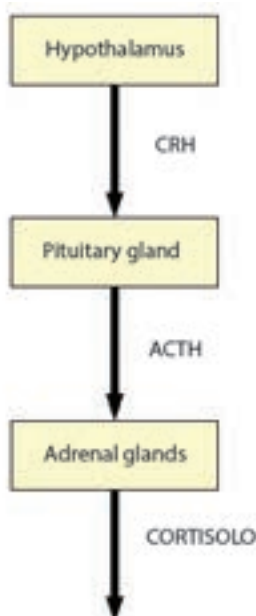 Hypothalamus
CRH
Pituitary gland
ACTH
Adrenal glands
CORTISOLO